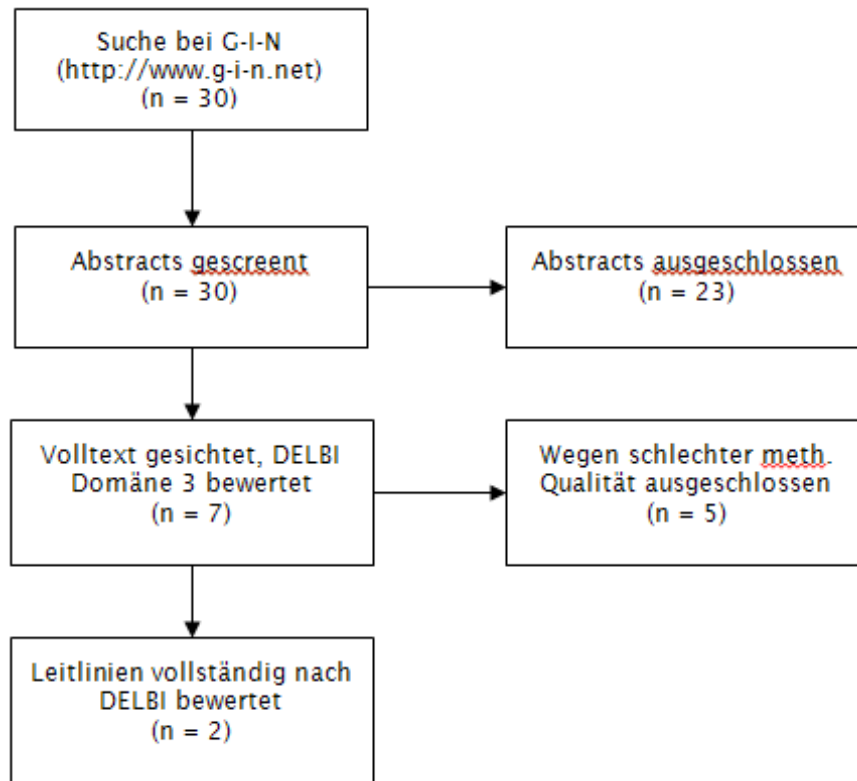 Suche bei G-I-N
(http://www.g-i-n.net)
(n = 30)
Abstracts gescreent
(n = 30)
Abstracts ausgeschlossen
(n = 23)
Volltext gesichtet, DELBI
Domäne 3 bewertet
(n = 7)
Wegen schlechter meth.
Qualität ausgeschlossen
(n = 5)
Leitlinien vollständig nach
DELBI bewertet
(n = 2)